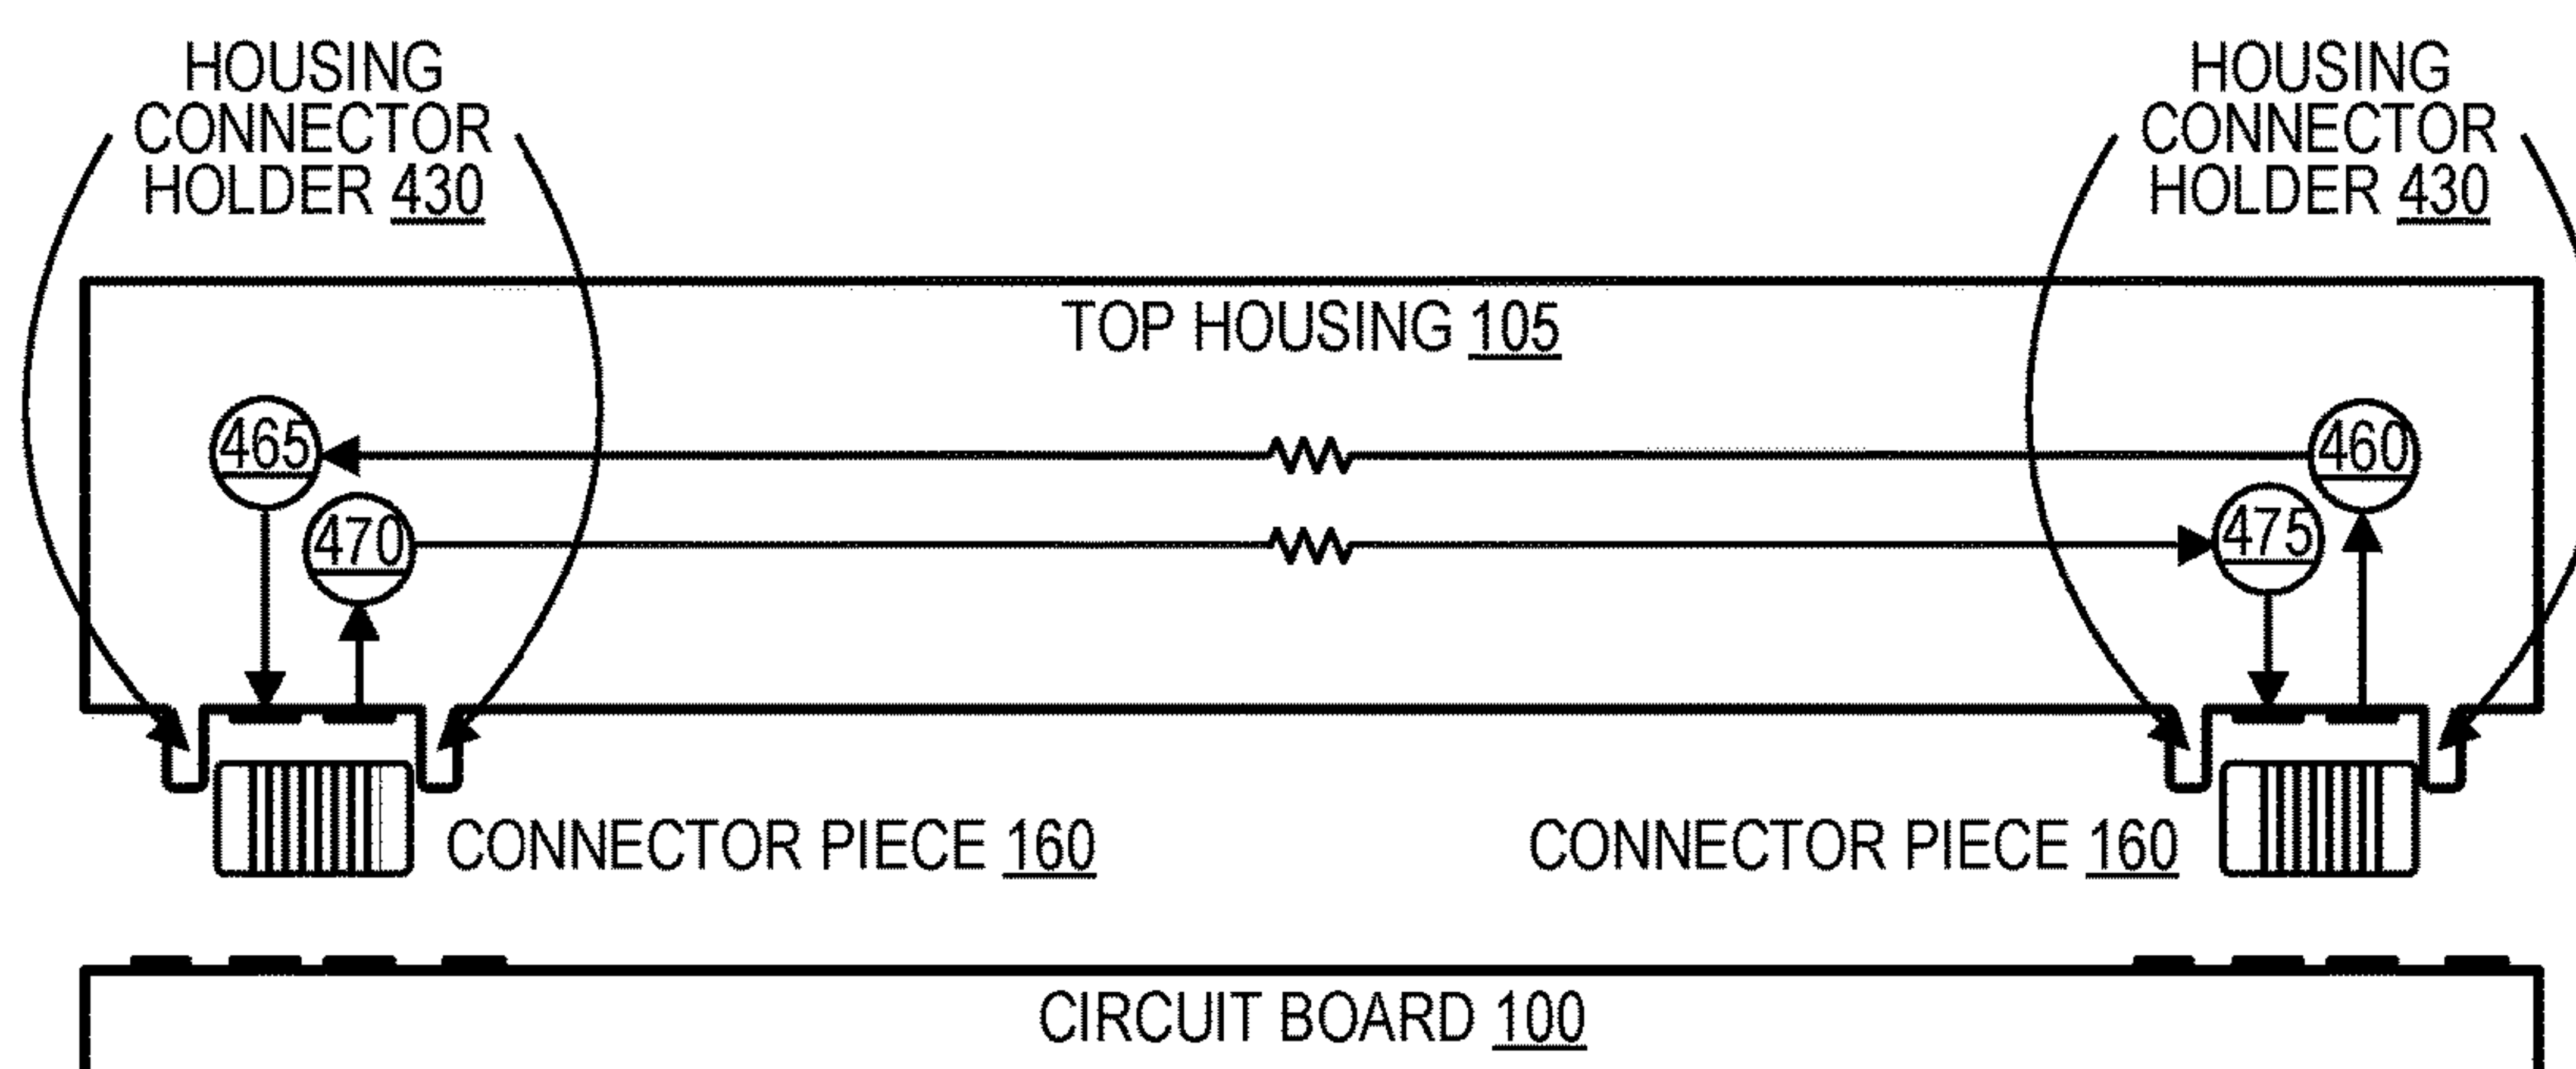 HOUSING
CONNECTOR
HOLDER 430
HOUSING
CONNECTOR
HOLDER 430
TOP HOUSING 105
465
460
470
475
CONNECTOR PIECE 160
CONNECTOR PIECE 160
CIRCUIT BOARD 100